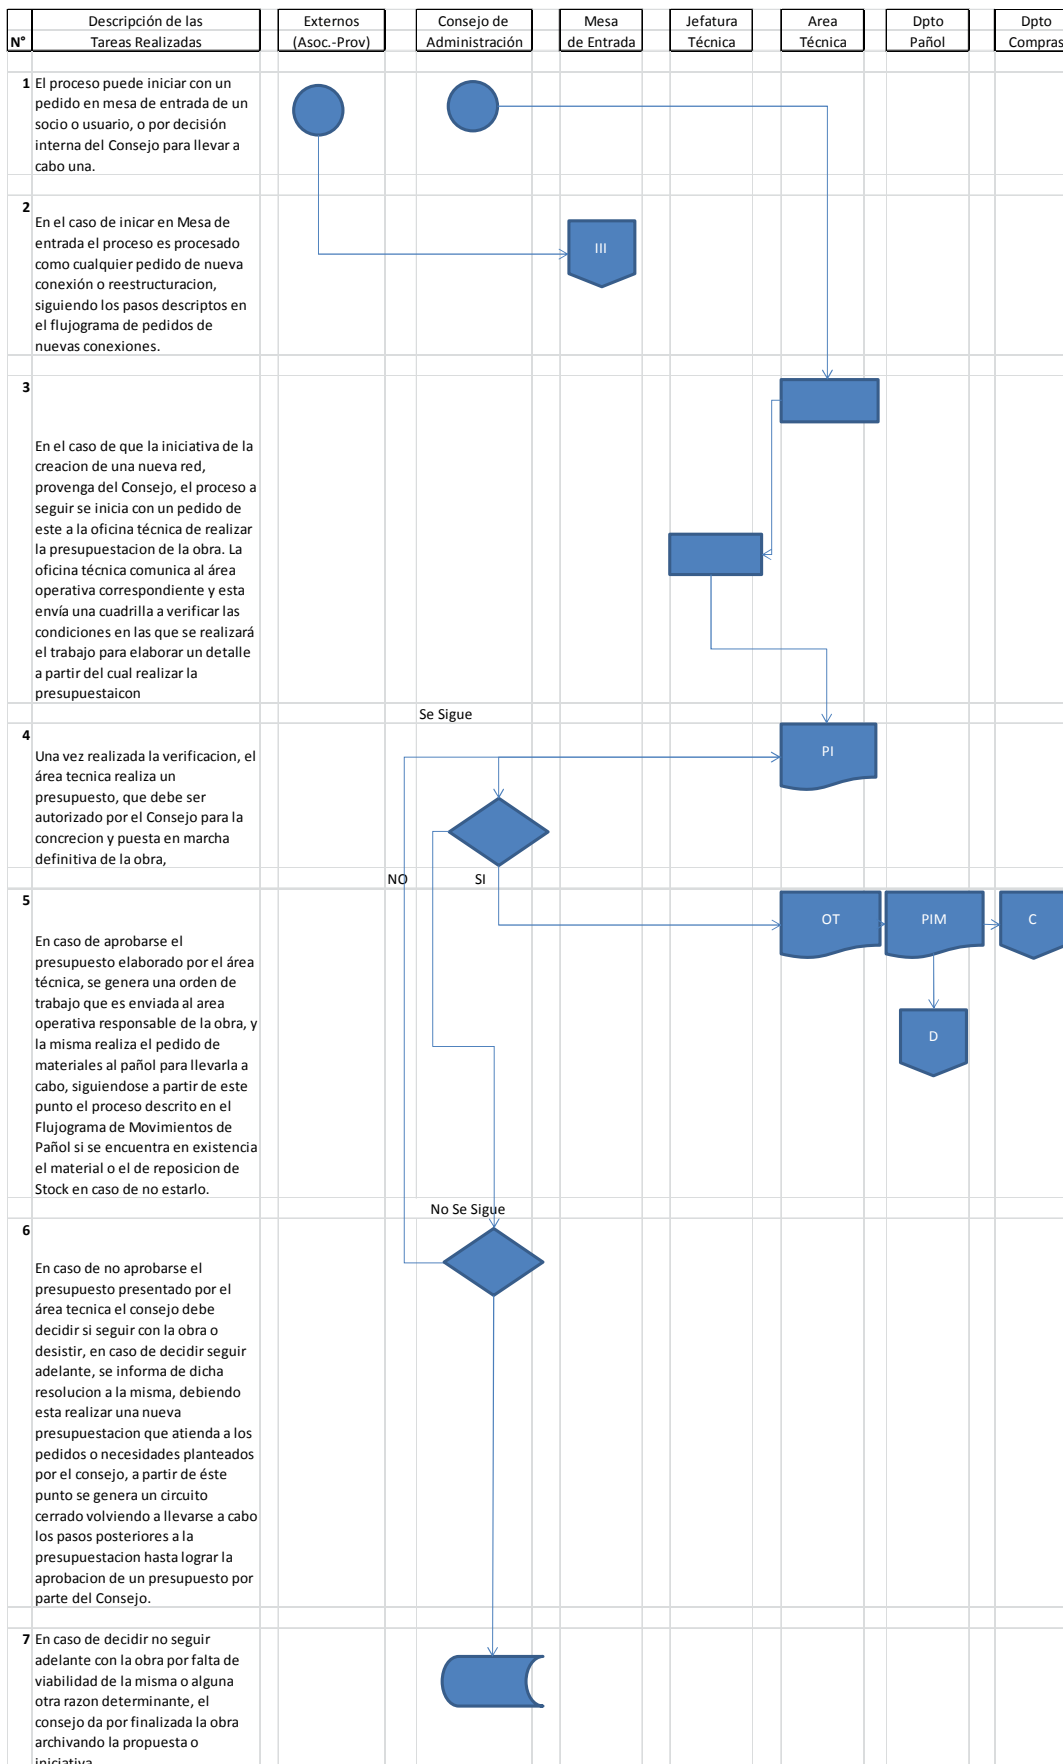 Descripción de las Externos Consejo de Mesa Jefatura Area Dpto Dpto
N° Tareas Realizadas (Asoc.-Prov) Administración de Entrada Técnica Técnica Pañol Compras
1 El proceso puede iniciar con un
pedido en mesa de entrada de un
socio o usuario, o por decisión
interna del Consejo para llevar a
cabo una.
2
En el caso de inicar en Mesa de
entrada el proceso es procesado
como cualquier pedido de nueva
conexión o reestructuracion,
siguiendo los pasos descriptos en
el flujograma de pedidos de
nuevas conexiones.
III
3
En el caso de que la iniciativa de la
creacion de una nueva red,
provenga del Consejo, el proceso a
seguir se inicia con un pedido de
este a la oficina técnica de realizar
la presupuestacion de la obra. La
oficina técnica comunica al área
operativa correspondiente y esta
envía una cuadrilla a verificar las
condiciones en las que se realizará
el trabajo para elaborar un detalle
a partir del cual realizar la
presupuestaicon
Se Sigue
4
Una vez realizada la verificacion, el
área tecnica realiza un
presupuesto, que debe ser
autorizado por el Consejo para la
concrecion y puesta en marcha
definitiva de la obra,
PI
NO SI
5
En caso de aprobarse el
presupuesto elaborado por el área
técnica, se genera una orden de
trabajo que es enviada al area
operativa responsable de la obra, y
la misma realiza el pedido de
materiales al pañol para llevarla a
cabo, siguiendose a partir de este
punto el proceso descrito en el
Flujograma de Movimientos de
Pañol si se encuentra en existencia
el material o el de reposicion de
Stock en caso de no estarlo.
OT PIM C
D
No Se Sigue
6
En caso de no aprobarse el
presupuesto presentado por el
área tecnica el consejo debe
decidir si seguir con la obra o
desistir, en caso de decidir seguir
adelante, se informa de dicha
resolucion a la misma, debiendo
esta realizar una nueva
presupuestacion que atienda a los
pedidos o necesidades planteados
por el consejo, a partir de éste
punto se genera un circuito
cerrado volviendo a llevarse a cabo
los pasos posteriores a la
presupuestacion hasta lograr la
aprobacion de un presupuesto por
parte del Consejo.
7 En caso de decidir no seguir
adelante con la obra por falta de
viabilidad de la misma o alguna
otra razon determinante, el
consejo da por finalizada la obra
archivando la propuesta o
iniciativa